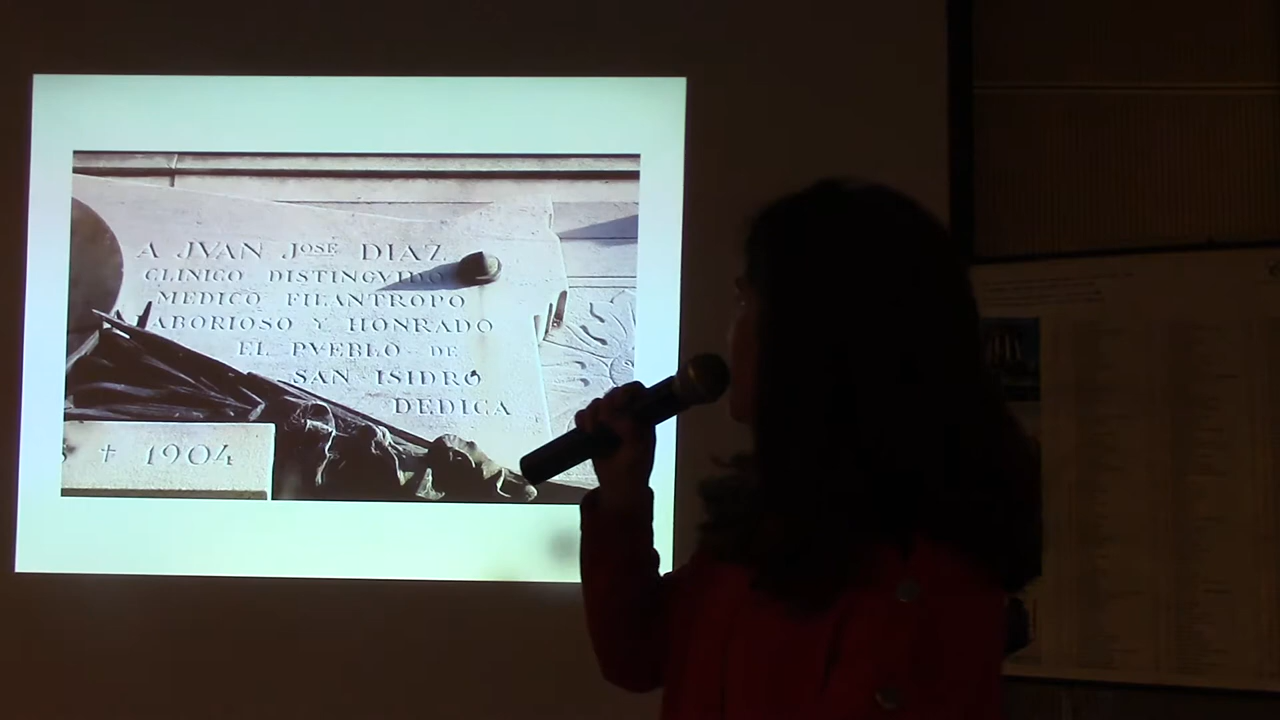 A JVAN JOSÉ DIAZ
CLINICO DISTINGVIDO
MEDICO FILANTROPO
ABORIOSO Y HONRADO
EL PVEBLO DE
SAN ISIDRO
DEDICA
† 1904